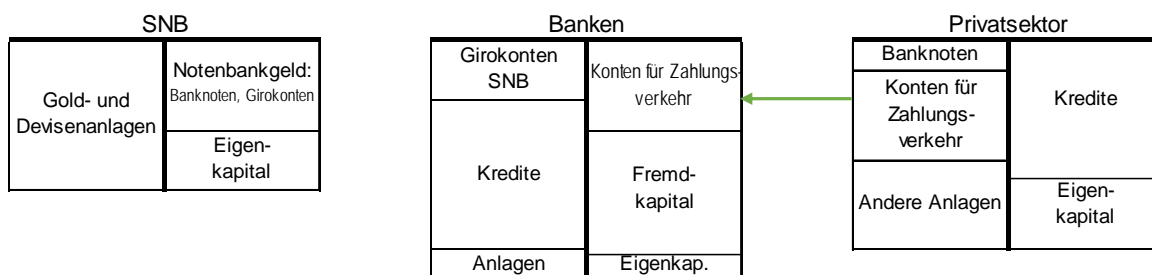 SNB
Gold- und
Devisenanlagen
Notenbankgeld:
Banknoten, Girokonten
Eigen-
kapital
Banken
Girokonten
SNB
Kredite
Anlagen
Konten für Zahlungs-
verkehr
Fremd-
kapital
Eigenkap.
Privatsektor
Banknoten
Konten für
Zahlungs-
verkehr
Andere Anlagen
Kredite
Eigen-
kapital